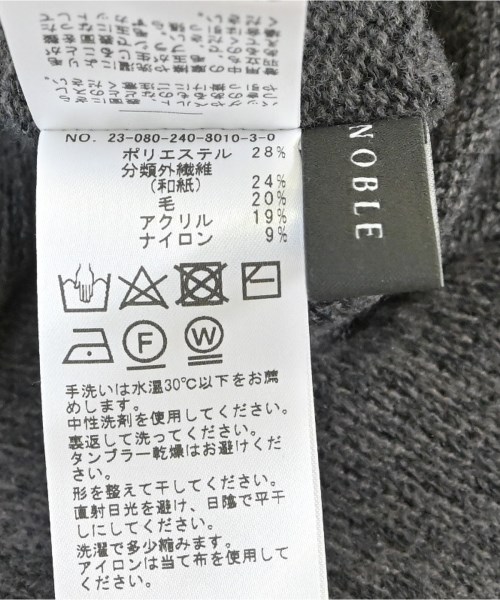 NO. 23-080-240-8010-3-0
ポリエステル 28%
分類外繊維
(和紙) 24%
毛 20%
アクリル 19%
ナイロン 9%
F
W
手洗いは水温30℃以下をお薦
めします。
中性洗剤を使用してください。
裏返して洗ってください。
タンブラー乾燥はお避けくだ
さい。
形を整えて干してください。
直射日光を避け、日陰で平干
しにしてください。
洗濯で多少縮みます。
アイロンは当て布を使用して
ください。
NOBLE